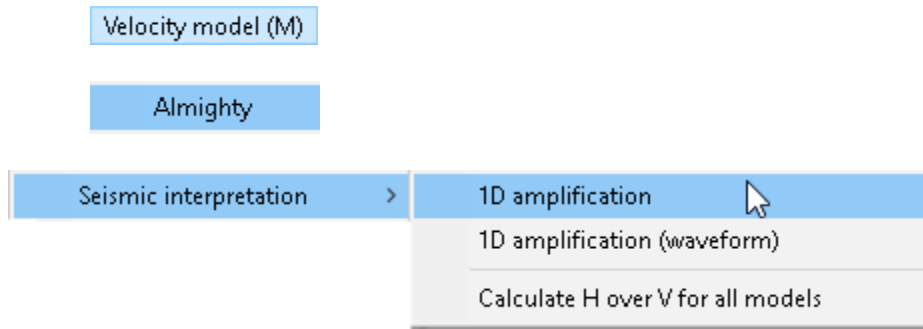 Velocity model (M)
Almighty
Seismic interpretation > 1D amplification
1D amplification (waveform)
Calculate H over V for all models